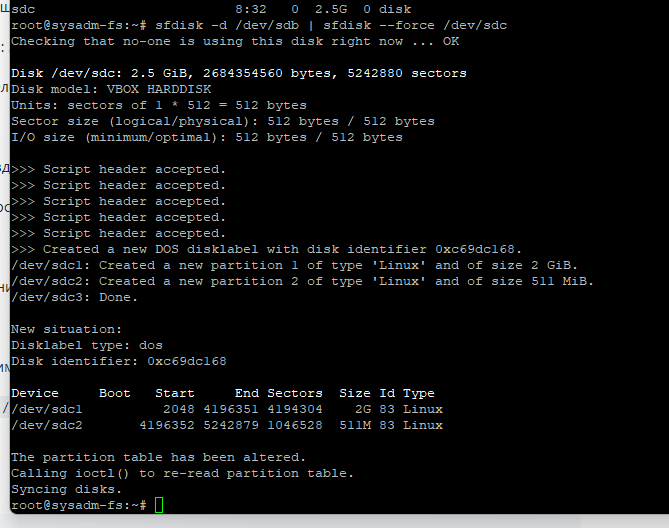 sdc 8:32 0 2.5G 0 disk
root@sysadm-fs:~# sfdisk -d /dev/sdb | sfdisk --force /dev/sdc
Checking that no-one is using this disk right now ... OK
Disk /dev/sdc: 2.5 GiB, 2684354560 bytes, 5242880 sectors
Disk model: VBOX HARDDISK
Units: sectors of 1 * 512 = 512 bytes
Sector size (logical/physical): 512 bytes / 512 bytes
I/O size (minimum/optimal): 512 bytes / 512 bytes
>>> Script header accepted.
>>> Script header accepted.
>>> Script header accepted.
>>> Script header accepted.
>>> Script header accepted.
>>> Created a new DOS disklabel with disk identifier 0xc69dc168.
/dev/sdc1: Created a new partition 1 of type 'Linux' and of size 2 GiB.
/dev/sdc2: Created a new partition 2 of type 'Linux' and of size 511 MiB.
/dev/sdc3: Done.
New situation:
Disklabel type: dos
Disk identifier: 0xc69dc168
Device Boot Start End Sectors Size Id Type
/dev/sdc1 2048 4196351 4194304 2G 83 Linux
/dev/sdc2 4196352 5242879 1046528 511M 83 Linux
The partition table has been altered.
Calling ioctl() to re-read partition table.
Syncing disks.
root@sysadm-fs:~#